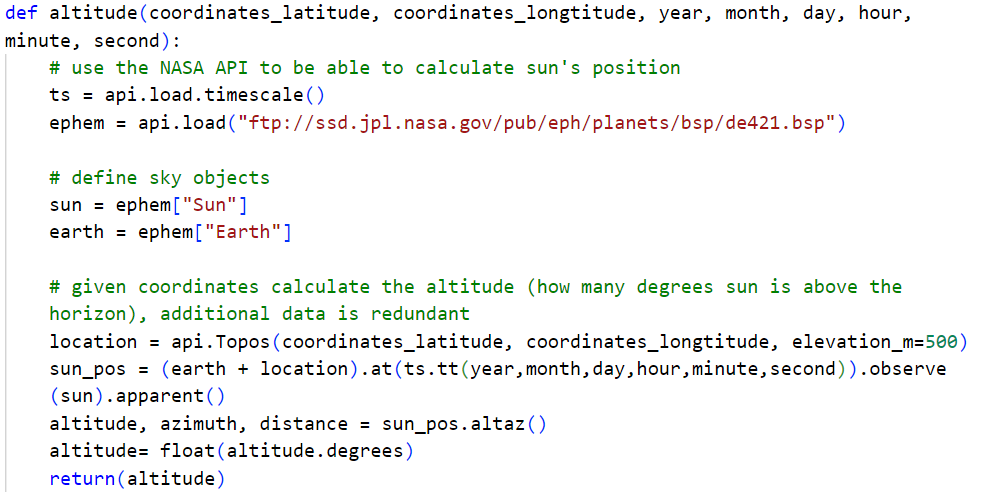 def altitude(coordinates_latitude, coordinates_longtitude, year, month, day, hour,
minute, second):
# use the NASA API to be able to calculate sun's position
ts = api.load.timescale()
ephem = api.load("ftp://ssd.jpl.nasa.gov/pub/eph/planets/bsp/de421.bsp")
# define sky objects
sun = ephem["Sun"]
earth = ephem["Earth"]
# given coordinates calculate the altitude (how many degrees sun is above the
horizon), additional data is redundant
location = api.Topos(coordinates_latitude, coordinates_longtitude, elevation_m=500)
sun_pos = (earth + location).at(ts.tt(year,month,day,hour,minute,second)).observe
(sun).apparent()
altitude, azimuth, distance = sun_pos.altaz()
altitude= float(altitude.degrees)
return(altitude)